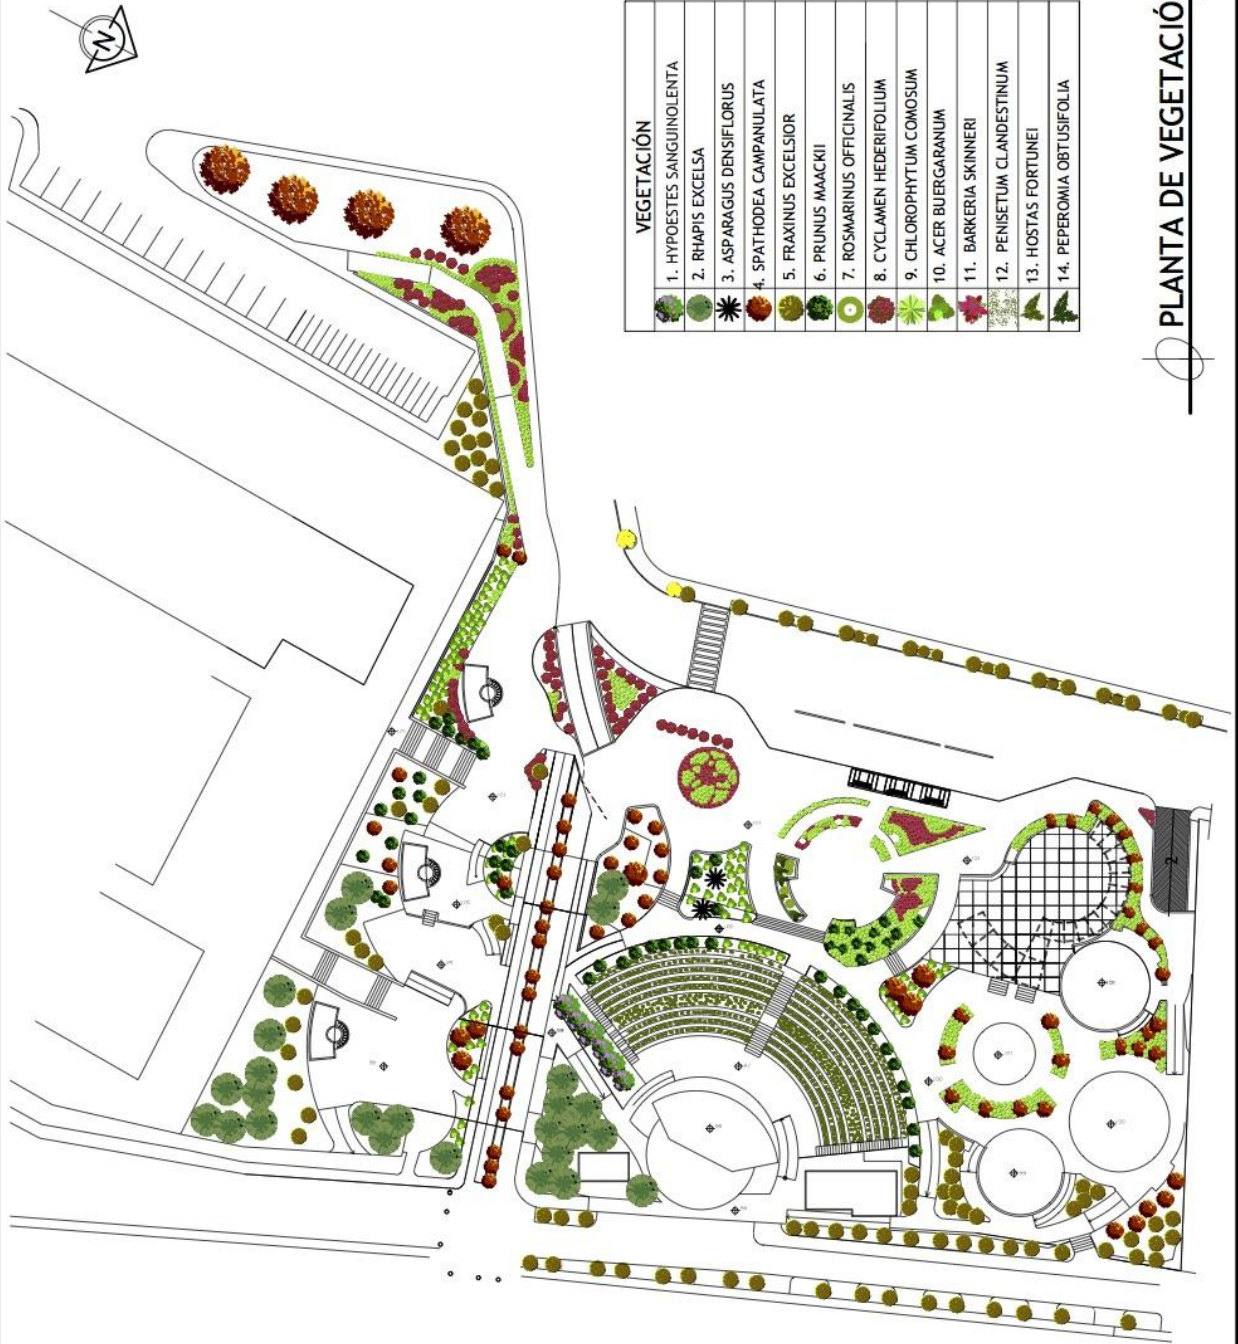 N
VEGETACIÓN
1. HYPOESTES SANGUINOLENTA
2. RHAPIS EXCELSA
3. ASPARAGUS DENSIFLORUS
4. SPATHODEA CAMPANULATA
5. FRAXINUS EXCELSIOR
6. PRUNUS MAACKII
7. ROSMARINUS OFFICINALIS
8. CYCLAMEN HEDERIFOLIUM
9. CHLOROPHYTUM COMOSUM
10. ACER BUERGARANUM
11. BARKERIA SKINNERI
12. PENISETUM CLANDESTINUM
13. HOSTAS FORTUNEI
14. PEPEROMIA OBTUSIFOLIA
PLANTA DE VEGETACIÓ
2